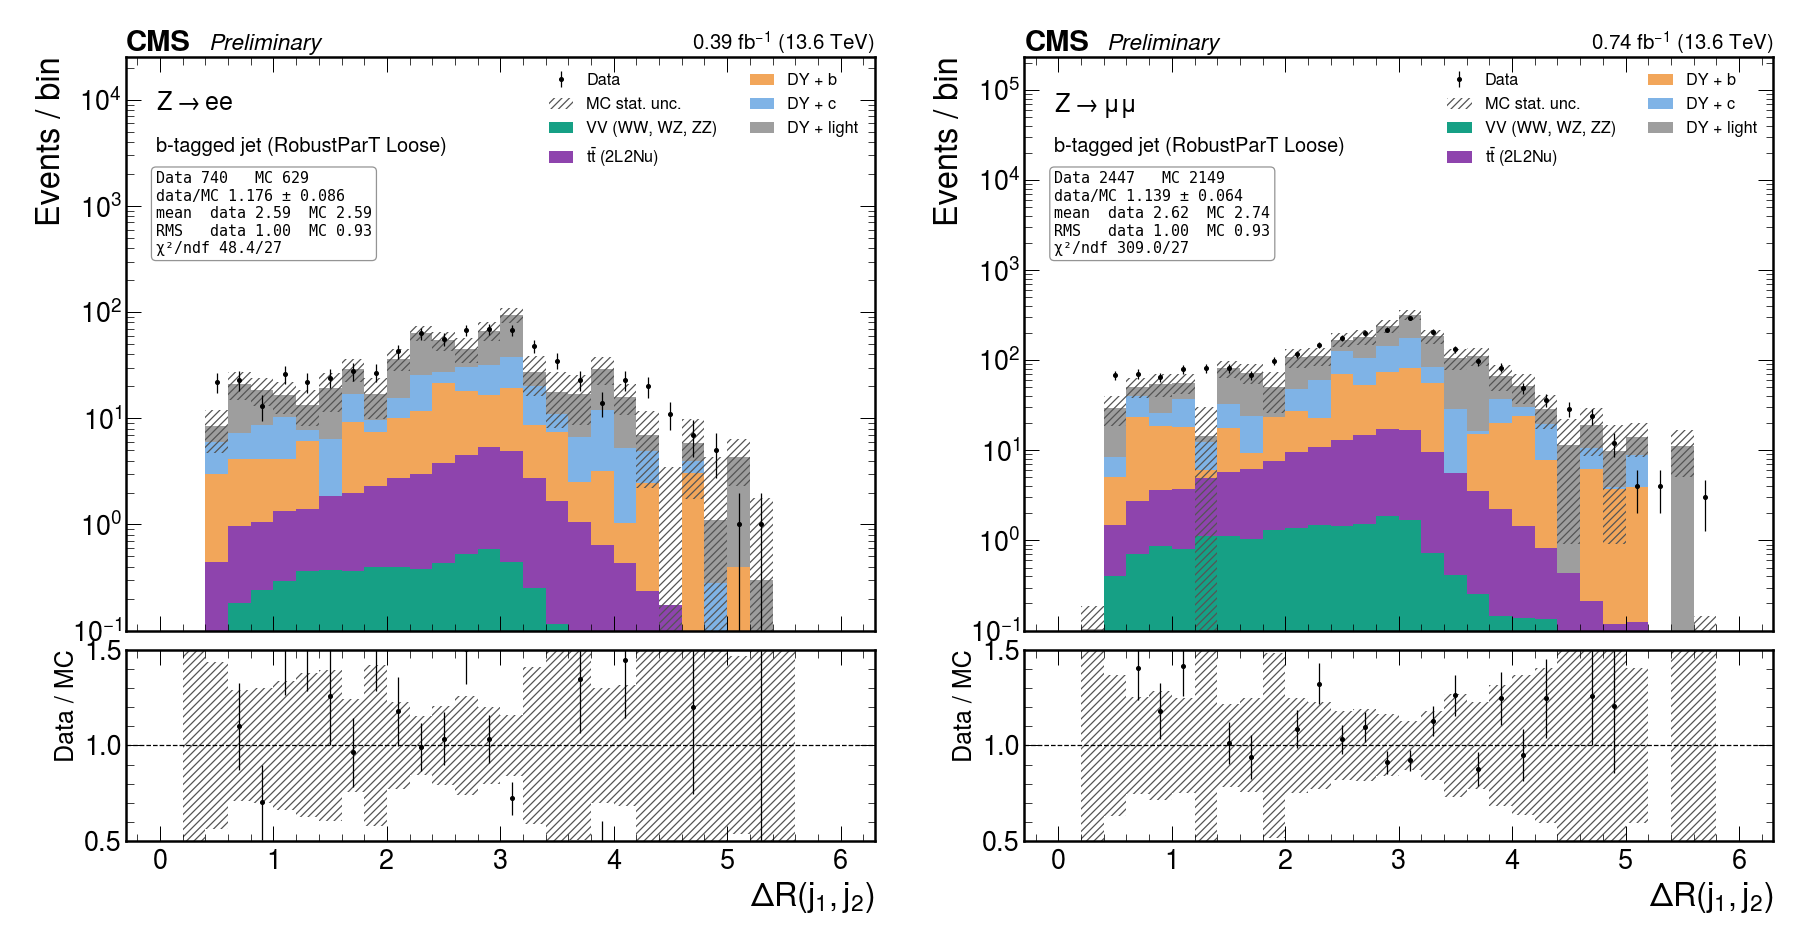 CMS Preliminary 0.39 fb⁻¹ (13.6 TeV)
Events / bin
Z → ee
b-tagged jet (RobustParT Loose)
Data 740 MC 629
data/MC 1.176 ± 0.086
mean data 2.59 MC 2.59
RMS data 1.00 MC 0.93
χ²/ndf 48.4/27
Data
MC stat. unc.
VV (WW, WZ, ZZ)
tt̄ (2L2Nu)
DY + b
DY + c
DY + light
10⁴
10³
10²
10¹
10⁰
10⁻¹
Data / MC
1.5
1.0
0.5
0 1 2 3 4 5 6
ΔR(j₁, j₂)
CMS Preliminary 0.74 fb⁻¹ (13.6 TeV)
Events / bin
Z → μμ
b-tagged jet (RobustParT Loose)
Data 2447 MC 2149
data/MC 1.139 ± 0.064
mean data 2.62 MC 2.74
RMS data 1.00 MC 0.93
χ²/ndf 309.0/27
Data
MC stat. unc.
VV (WW, WZ, ZZ)
tt̄ (2L2Nu)
DY + b
DY + c
DY + light
10⁵
10⁴
10³
10²
10¹
10⁰
10⁻¹
Data / MC
1.5
1.0
0.5
0 1 2 3 4 5 6
ΔR(j₁, j₂)